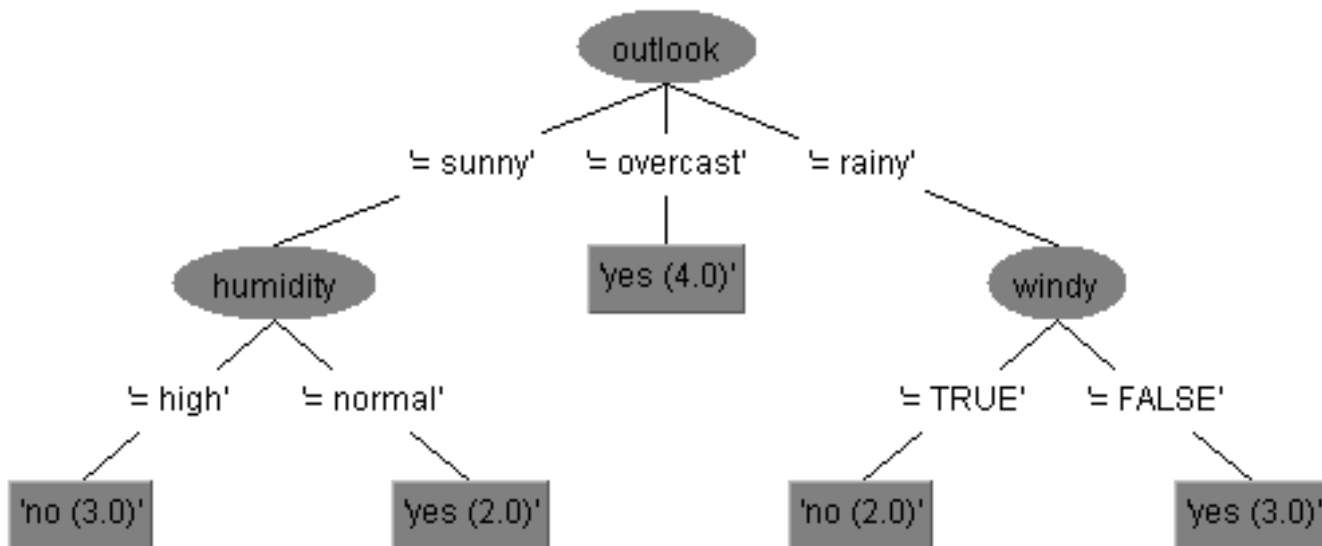 outlook
'= sunny' '= overcast' '= rainy'
humidity 'yes (4.0)' windy
'= high' '= normal' '= TRUE' '= FALSE'
'no (3.0)' 'yes (2.0)' 'no (2.0)' 'yes (3.0)'